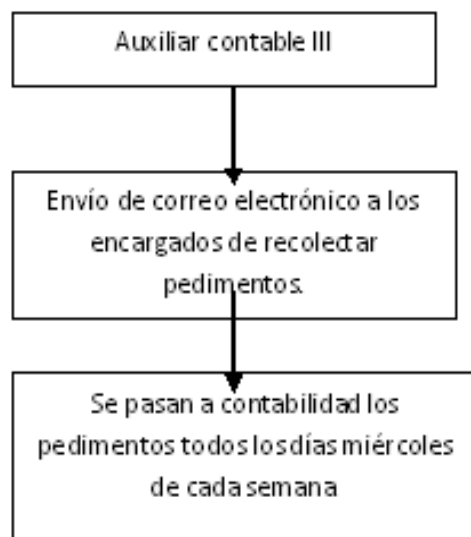 Auxiliar contable III
Envío de correo electrónico a los
encargados de recolectar
pedimentos.
Se pasan a contabilidad los
pedimentos todos los días miércoles
de cada semana